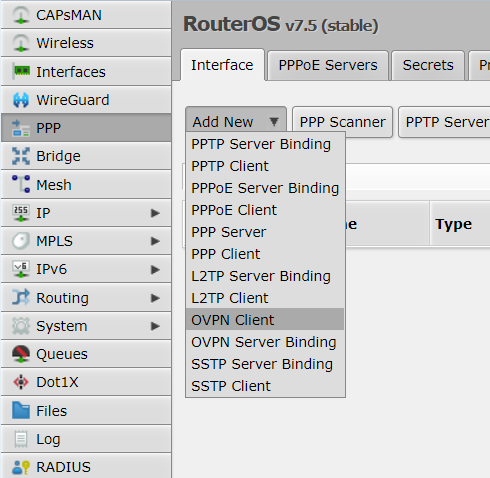 CAPsMAN
Wireless
Interfaces
WireGuard
PPP
Bridge
Mesh
IP
MPLS
IPv6
Routing
System
Queues
Dot1X
Files
Log
RADIUS
RouterOS v7.5 (stable)
Interface PPPoE Servers Secrets
Add New PPP Scanner PPTP Server
PPTP Server Binding
PPTP Client
PPPoE Server Binding
PPPoE Client
PPP Server
PPP Client
L2TP Server Binding
L2TP Client
OVPN Client
OVPN Server Binding
SSTP Server Binding
SSTP Client
Type